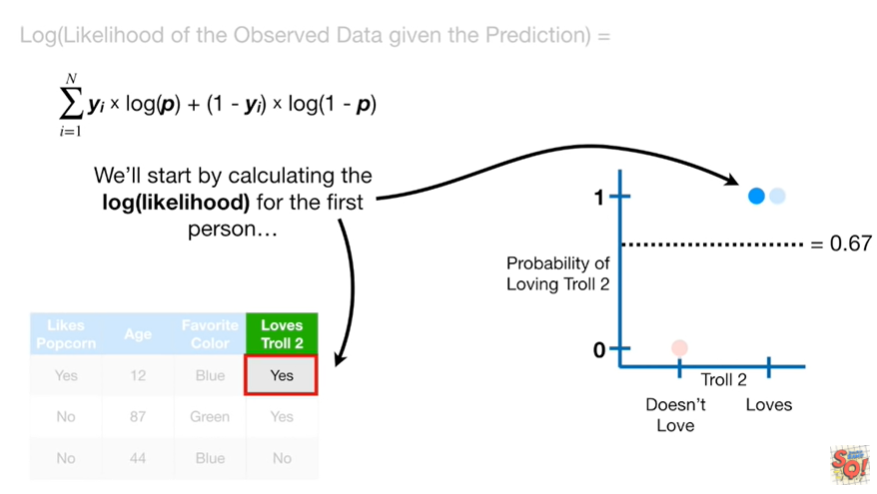 Log(Likelihood of the Observed Data given the Prediction) =
N
∑ yi × log(p) + (1 - yi) × log(1 - p)
i=1
We'll start by calculating the
log(likelihood) for the first
person…
1
= 0.67
Probability of
Loving Troll 2
0
Troll 2
Doesn't
Love
Loves
Likes
Popcorn
Age
Favorite
Color
Loves
Troll 2
Yes 12 Blue Yes
No 87 Green Yes
No 44 Blue No